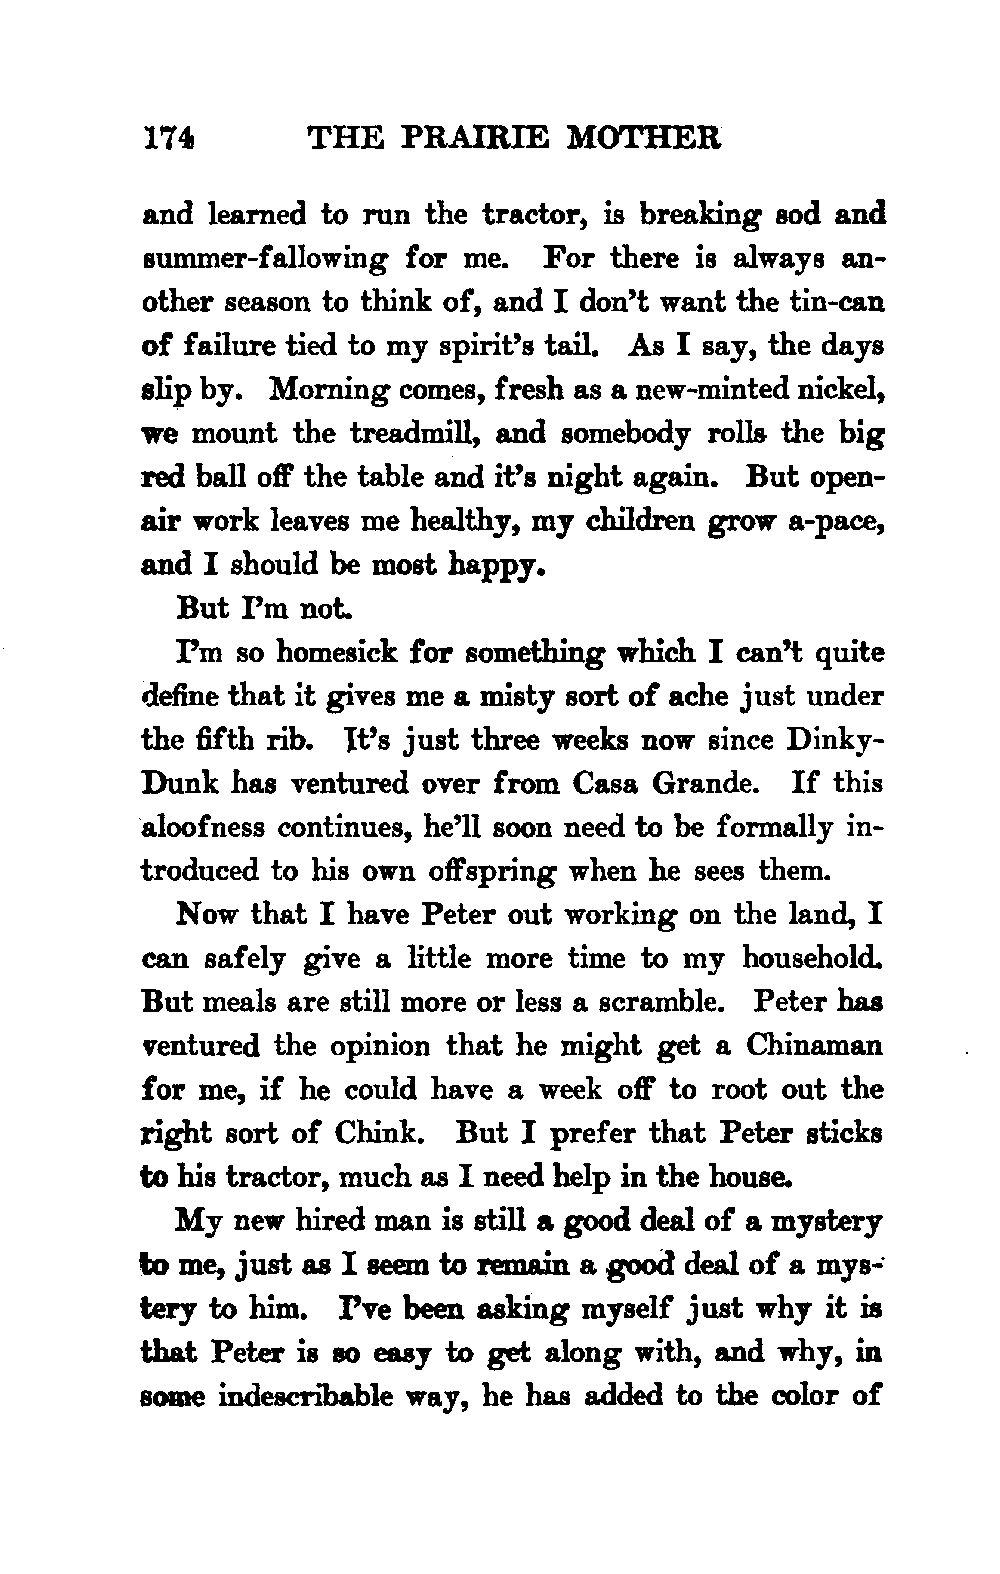 174 THE PRAIRIE MOTHER
and learned to run the tractor, is breaking sod and
summer-fallowing for me. For there is always an-
other season to think of, and I don't want the tin-can
of failure tied to my spirit's tail. As I say, the days
slip by. Morning comes, fresh as a new-minted nickel,
we mount the treadmill, and somebody rolls the big
red ball off the table and it's night again. But open-
air work leaves me healthy, my children grow a-pace,
and I should be most happy.
But I'm not.
I'm so homesick for something which I can't quite
define that it gives me a misty sort of ache just under
the fifth rib. It's just three weeks now since Dinky-
Dunk has ventured over from Casa Grande. If this
aloofness continues, he'll soon need to be formally in-
troduced to his own offspring when he sees them.
Now that I have Peter out working on the land, I
can safely give a little more time to my household.
But meals are still more or less a scramble. Peter has
ventured the opinion that he might get a Chinaman
for me, if he could have a week off to root out the
right sort of Chink. But I prefer that Peter sticks
to his tractor, much as I need help in the house.
My new hired man is still a good deal of a mystery
to me, just as I seem to remain a good deal of a mys-
tery to him. I've been asking myself just why it is
that Peter is so easy to get along with, and why, in
some indescribable way, he has added to the color of